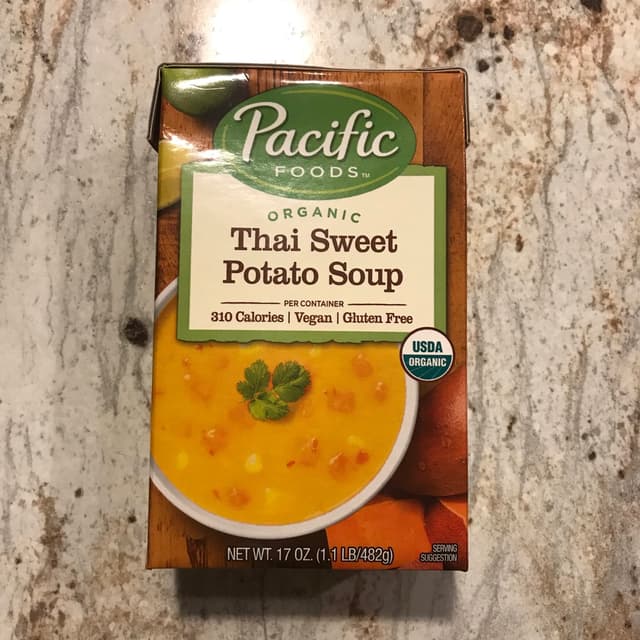 Pacific
FOODS™
ORGANIC
Thai Sweet
Potato Soup
PER CONTAINER
310 Calories | Vegan | Gluten Free
USDA
ORGANIC
NET WT. 17 OZ. (1.1 LB/482g)
SERVING
SUGGESTION